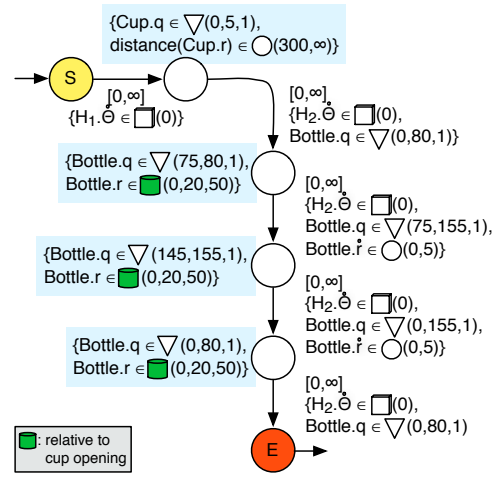 {Cup.q ∈ ▽(0,5,1),
distance(Cup.r) ∈ ◯(300,∞)}
S
[0,∞]
{H₁.Θ̊ ∈ ❒(0)}
[0,∞]
{H₂.Θ̊ ∈ ❒(0),
Bottle.q ∈ ▽(0,80,1)}
{Bottle.q ∈ ▽(75,80,1),
Bottle.r ∈ (0,20,50)}
[0,∞]
{H₂.Θ̊ ∈ ❒(0),
Bottle.q ∈ ▽(75,155,1),
Bottle.r̊ ∈ ◯(0,5)}
{Bottle.q ∈ ▽(145,155,1),
Bottle.r ∈ (0,20,50)}
[0,∞]
{H₂.Θ̊ ∈ ❒(0),
Bottle.q ∈ ▽(0,155,1),
Bottle.r̊ ∈ ◯(0,5)}
{Bottle.q ∈ ▽(0,80,1),
Bottle.r ∈ (0,20,50)}
[0,∞]
{H₂.Θ̊ ∈ ❒(0),
Bottle.q ∈ ▽(0,80,1)
E
: relative to
cup opening